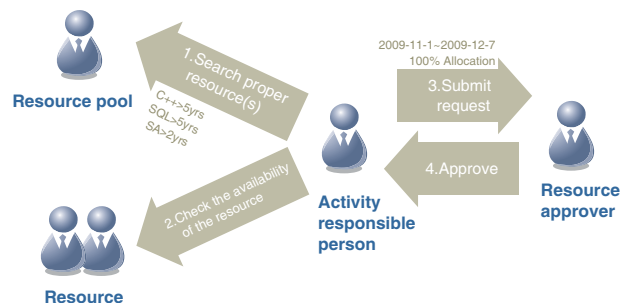 2009-11-1~2009-12-7
100% Allocation
1.Search proper
resource(s)
C++>5yrs
SQL>5yrs
SA>2yrs
3.Submit
request
Resource pool
2.Check the availability
of the resource
4.Approve
Activity
responsible
person
Resource
approver
Resource